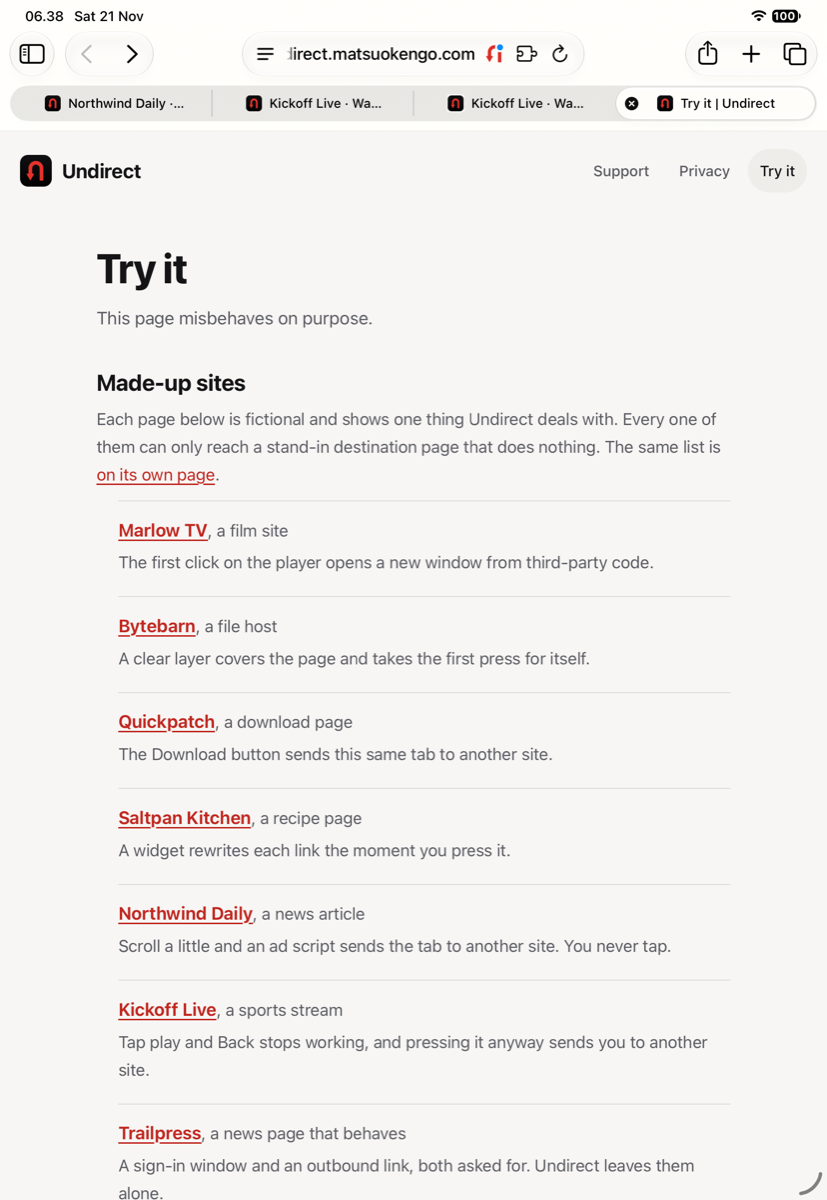 06.38 Sat 21 Nov
100
direct.matsuokengo.com
Northwind Daily ·...
Kickoff Live · Wa...
Kickoff Live · Wa...
Try it | Undirect
Undirect
Support
Privacy
Try it
Try it
This page misbehaves on purpose.
Made-up sites
Each page below is fictional and shows one thing Undirect deals with. Every one of
them can only reach a stand-in destination page that does nothing. The same list is
on its own page.
Marlow TV, a film site
The first click on the player opens a new window from third-party code.
Bytebarn, a file host
A clear layer covers the page and takes the first press for itself.
Quickpatch, a download page
The Download button sends this same tab to another site.
Saltpan Kitchen, a recipe page
A widget rewrites each link the moment you press it.
Northwind Daily, a news article
Scroll a little and an ad script sends the tab to another site. You never tap.
Kickoff Live, a sports stream
Tap play and Back stops working, and pressing it anyway sends you to another
site.
Trailpress, a news page that behaves
A sign-in window and an outbound link, both asked for. Undirect leaves them
alone.